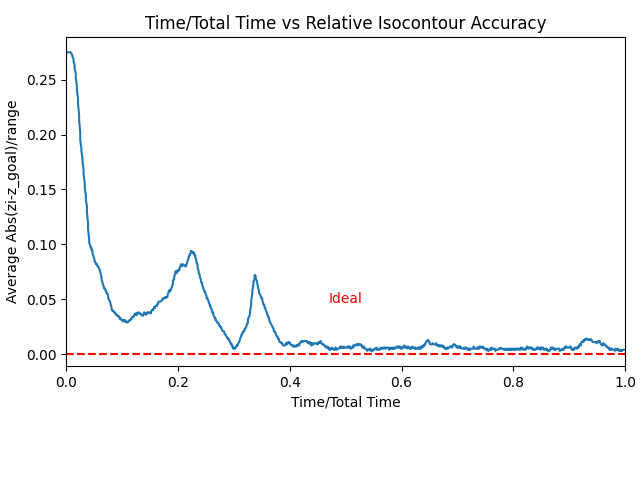 Time/Total Time vs Relative Isocontour Accuracy
Average Abs(zi-z_goal)/range
0.25
0.20
0.15
0.10
0.05
0.00
Ideal
0.0 0.2 0.4 0.6 0.8 1.0
Time/Total Time